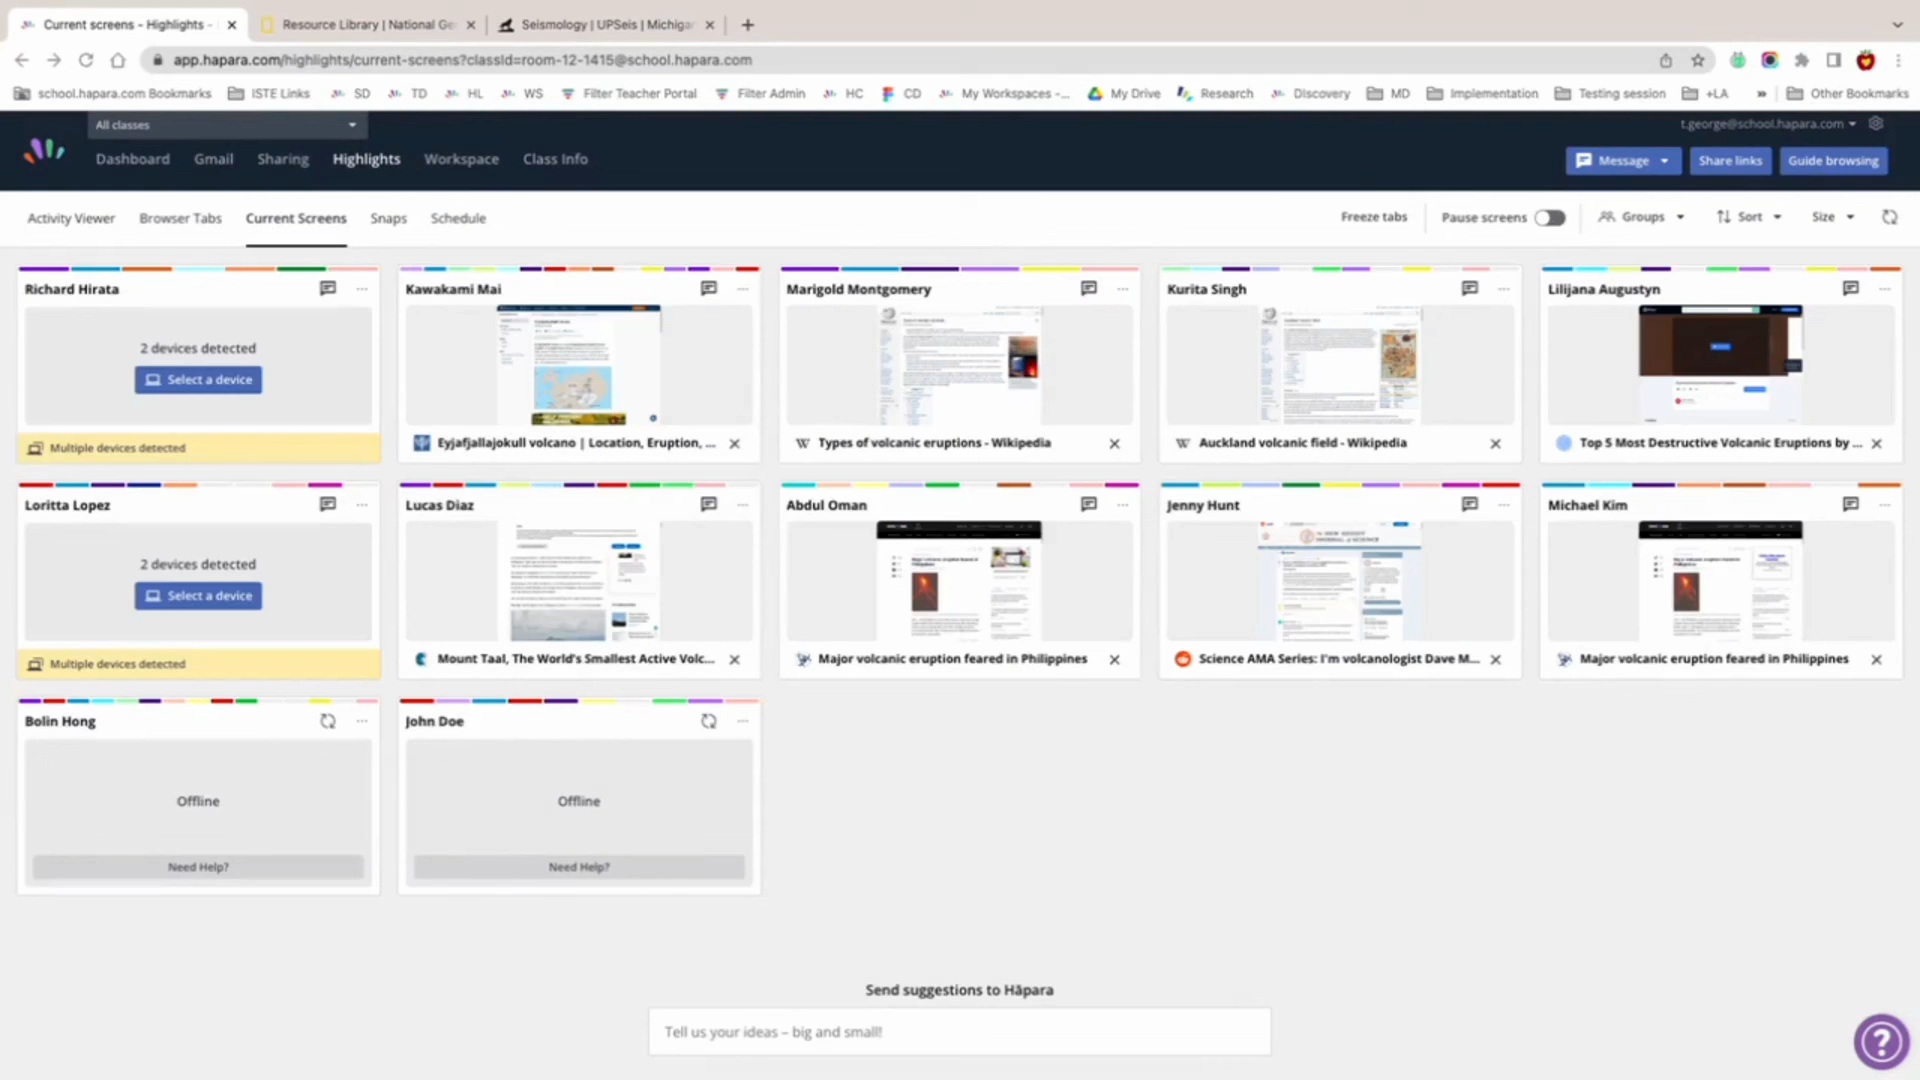 Current screens - Highlights -
Resource Library | National Ge
Seismology | UPSeis | Michiga
app.hapara.com/highlights/current-screens?classId=room-12-1415@school.hapara.com
school.hapara.com Bookmarks
ISTE Links
SD
TD
HL
WS
Filter Teacher Portal
Filter Admin
HC
CD
My Workspaces -...
My Drive
Research
Discovery
MD
Implementation
Testing session
+LA
»
Other Bookmarks
All classes
t.george@school.hapara.com
Dashboard
Gmail
Sharing
Highlights
Workspace
Class Info
Message
Share links
Guide browsing
Activity Viewer
Browser Tabs
Current Screens
Snaps
Schedule
Freeze tabs
Pause screens
Groups
Sort
Size
Richard Hirata
2 devices detected
Select a device
Multiple devices detected
Kawakami Mai
Eyjafjallajokull volcano | Location, Eruption, ...
Marigold Montgomery
Types of volcanic eruptions - Wikipedia
Kurita Singh
Auckland volcanic field - Wikipedia
Lilijana Augustyn
Top 5 Most Destructive Volcanic Eruptions by ...
Loritta Lopez
2 devices detected
Select a device
Multiple devices detected
Lucas Diaz
Mount Taal, The World's Smallest Active Volc...
Abdul Oman
Major volcanic eruption feared in Philippines
Jenny Hunt
Science AMA Series: I'm volcanologist Dave M...
Michael Kim
Major volcanic eruption feared in Philippines
Bolin Hong
Offline
Need Help?
John Doe
Offline
Need Help?
Send suggestions to Hāpara
Tell us your ideas – big and small!
?